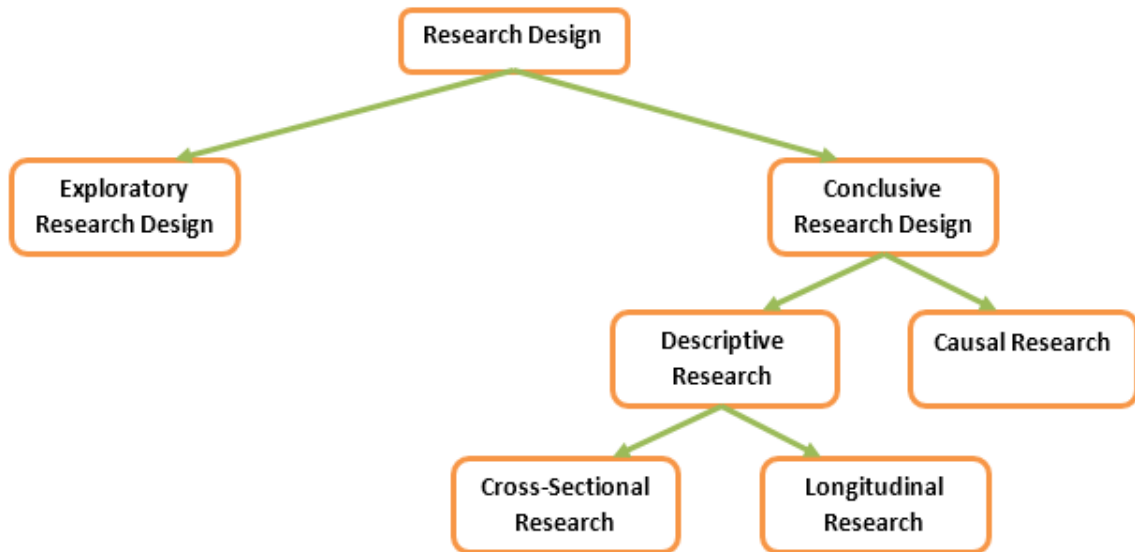 Research Design
Exploratory
Research Design
Conclusive
Research Design
Descriptive
Research
Causal Research
Cross-Sectional
Research
Longitudinal
Research